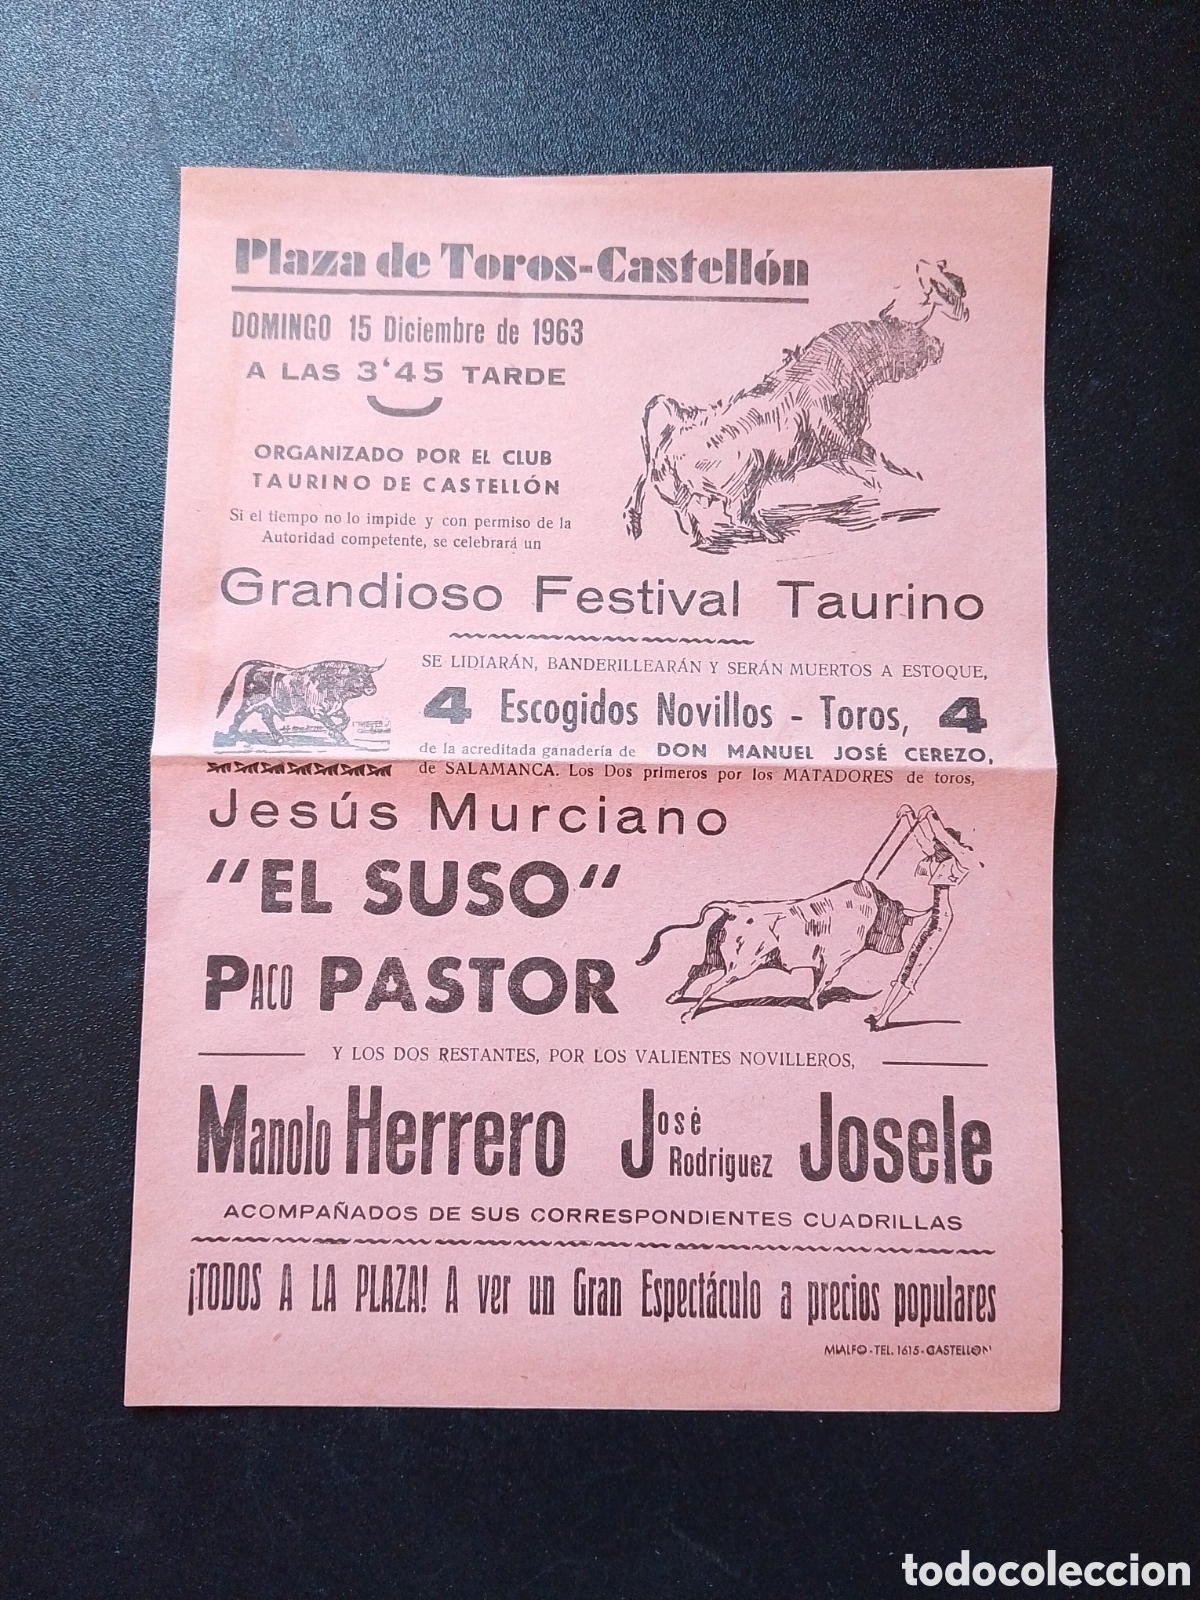 Plaza de Toros-Castellón
DOMINGO 15 Diciembre de 1963
A LAS 3'45 TARDE
ORGANIZADO POR EL CLUB
TAURINO DE CASTELLÓN
Si el tiempo no lo impide y con permiso de la
Autoridad competente, se celebrará un
Grandioso Festival Taurino
SE LIDIARÁN, BANDERILLEARÁN Y SERÁN MUERTOS A ESTOQUE,
4 Escogidos Novillos - Toros, 4
de la acreditada ganadería de DON MANUEL JOSÉ CEREZO,
de SALAMANCA. Los Dos primeros por los MATADORES de toros,
Jesús Murciano
"EL SUSO"
PACO PASTOR
Y LOS DOS RESTANTES, POR LOS VALIENTES NOVILLEROS,
Manolo Herrero José Rodriguez Josele
ACOMPAÑADOS DE SUS CORRESPONDIENTES CUADRILLAS
¡TODOS A LA PLAZA! A ver un Gran Espectáculo a precios populares
MIALFO-TEL. 1615-CASTELLON
todocoleccion